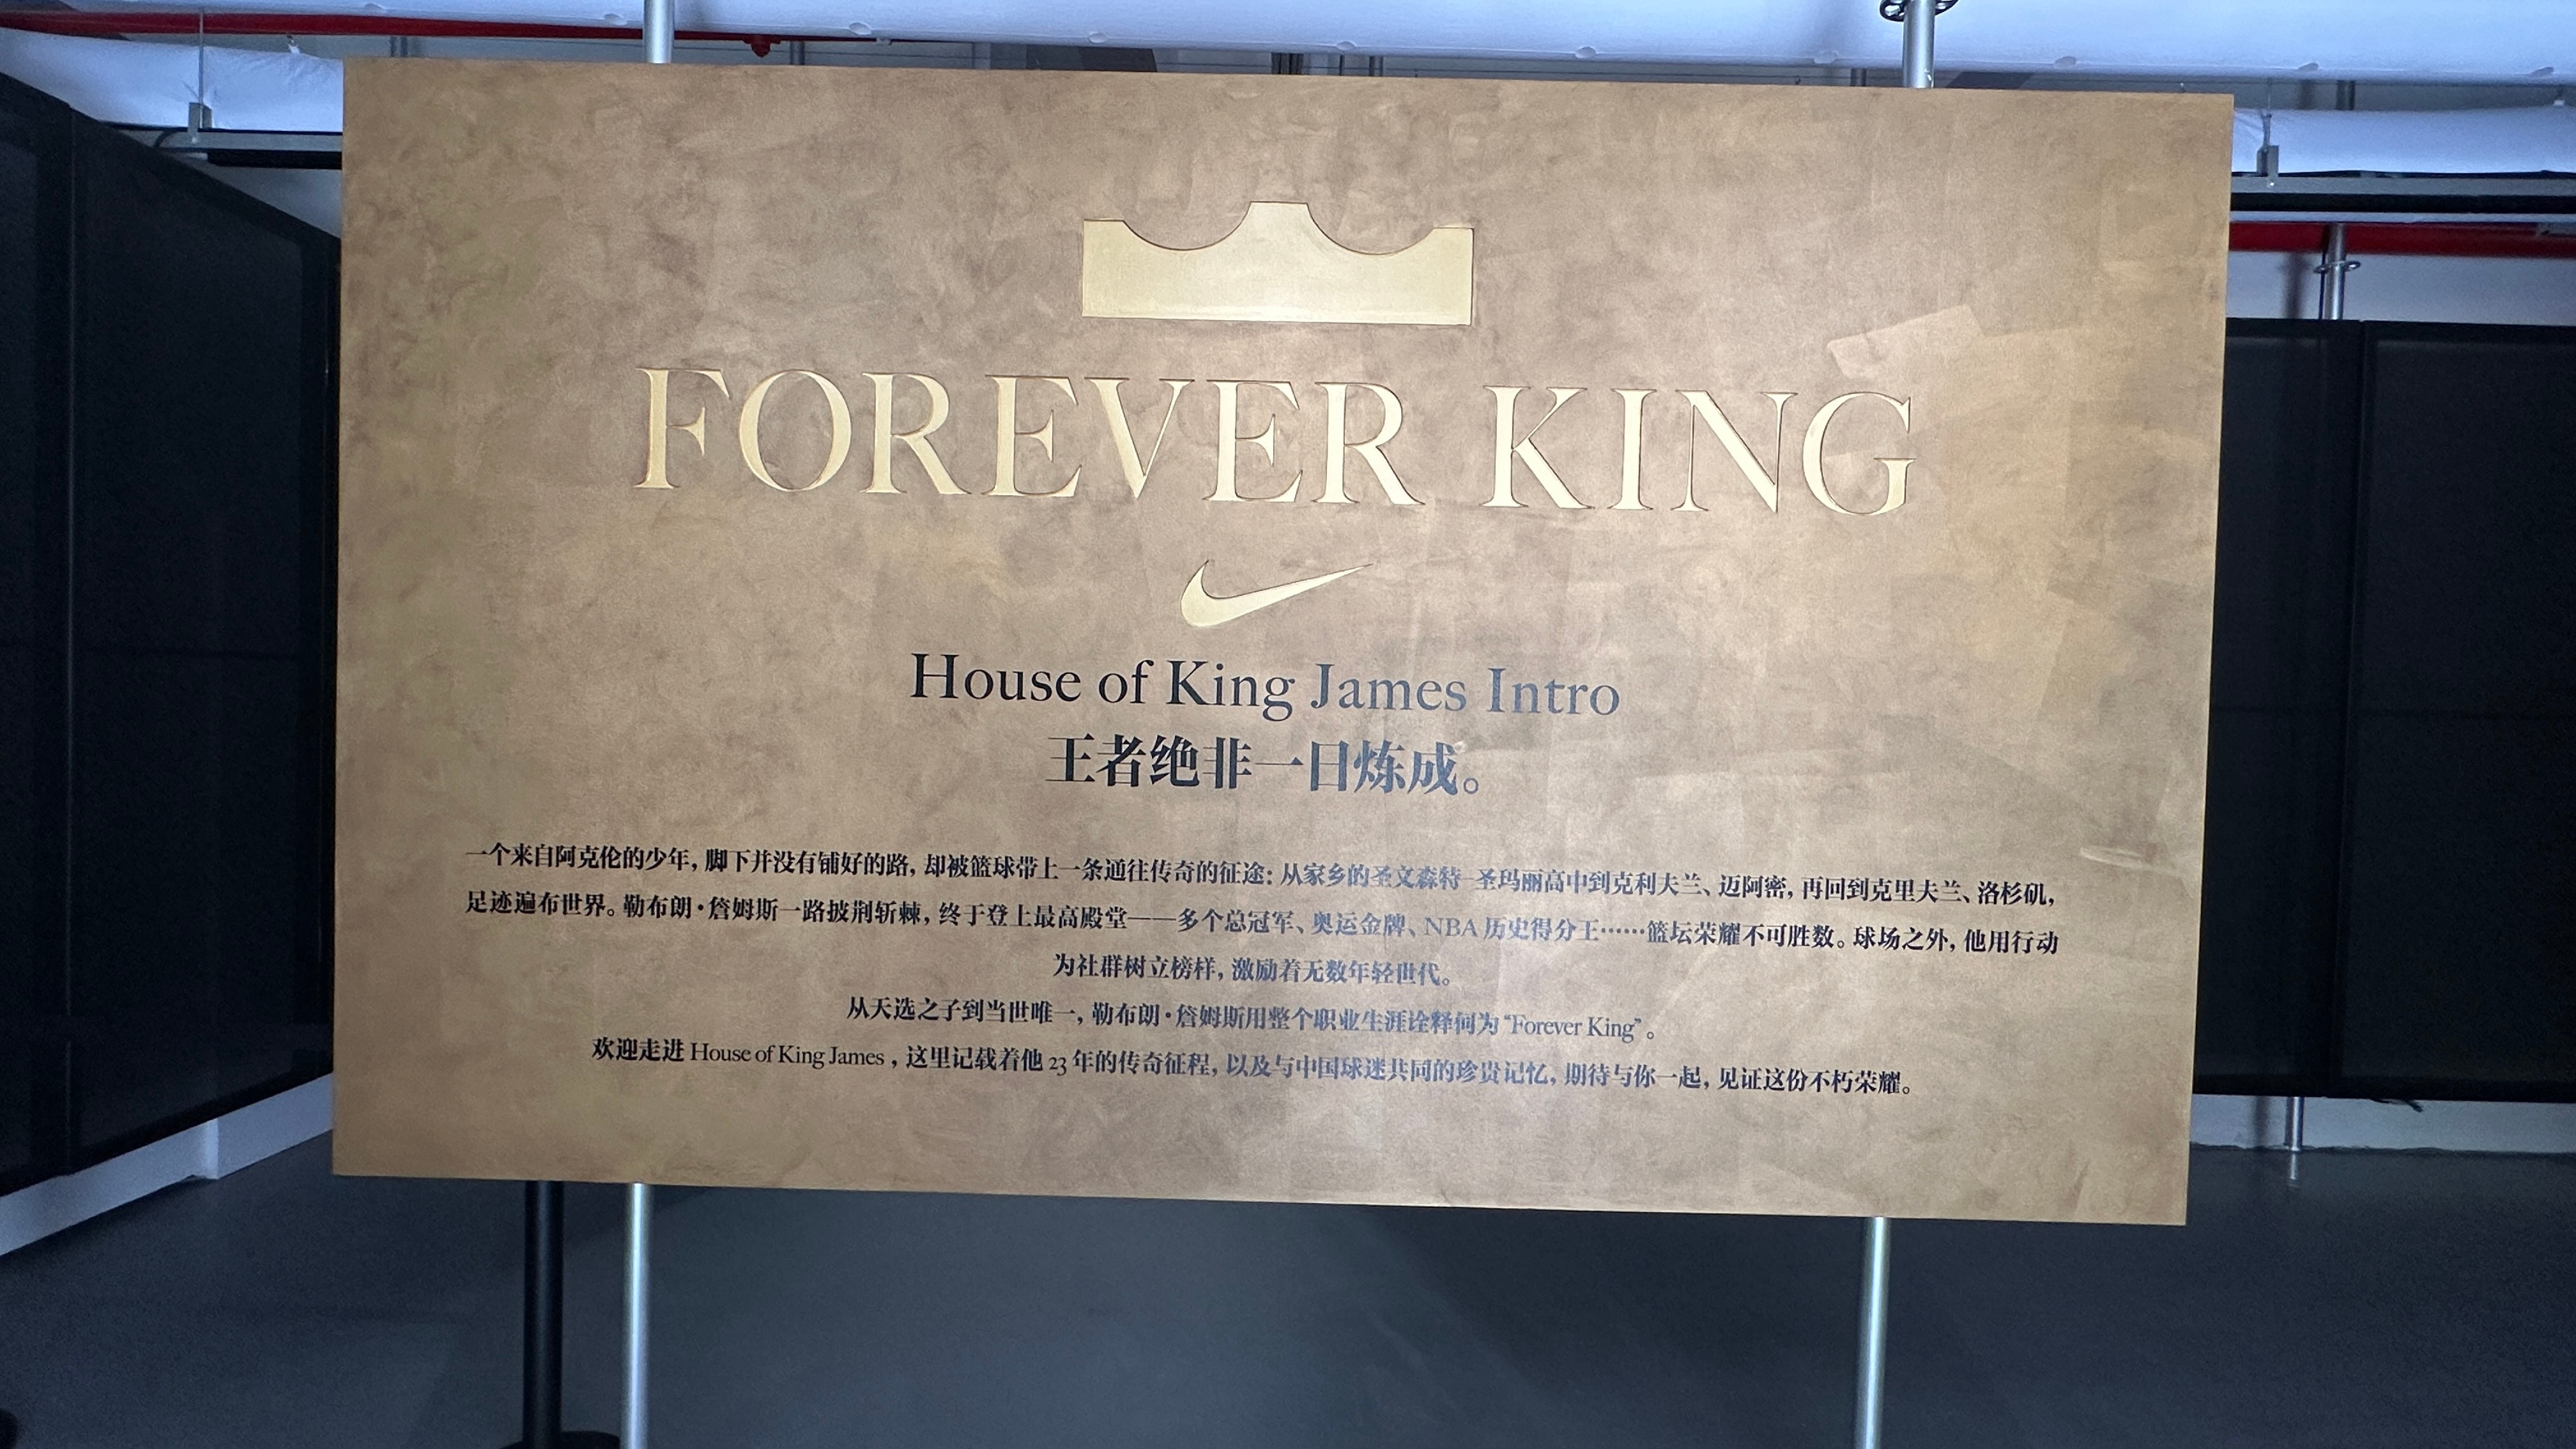 FOREVER KING
House of King James Intro
王者绝非一日炼成。
一个来自阿克伦的少年, 脚下并没有铺好的路, 却被篮球带上一条通往传奇的征途: 从家乡的圣文森特—圣玛丽高中到克利夫兰、迈阿密, 再回到克里夫兰、洛杉矶,
足迹遍布世界。勒布朗·詹姆斯一路披荆斩棘, 终于登上最高殿堂——多个总冠军、奥运金牌、NBA 历史得分王……篮坛荣耀不可胜数。球场之外, 他用行动
为社群树立榜样, 激励着无数年轻世代。
从天选之子到当世唯一, 勒布朗·詹姆斯用整个职业生涯诠释何为“Forever King”。
欢迎走进 House of King James , 这里记载着他 23 年的传奇征程, 以及与中国球迷共同的珍贵记忆, 期待与你一起, 见证这份不朽荣耀。